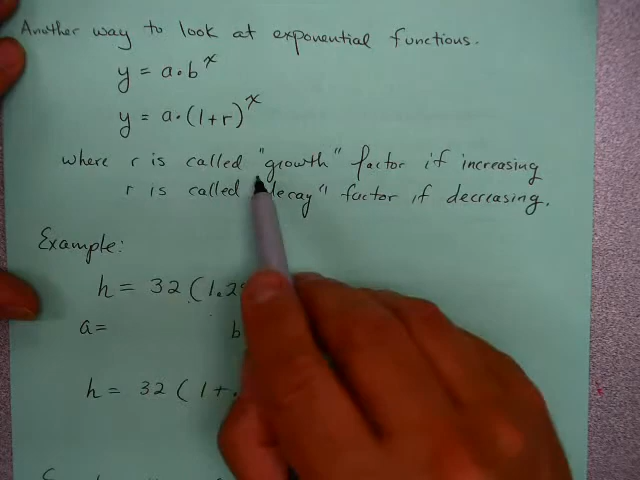 Another way to look at exponential functions.
y = a • b^x
y = a • (1+r)^x
where r is called "growth" factor if increasing
r is called decay" factor if decreasing.
Example:
h = 32 (1.2
a= b
h = 32 ( 1+.